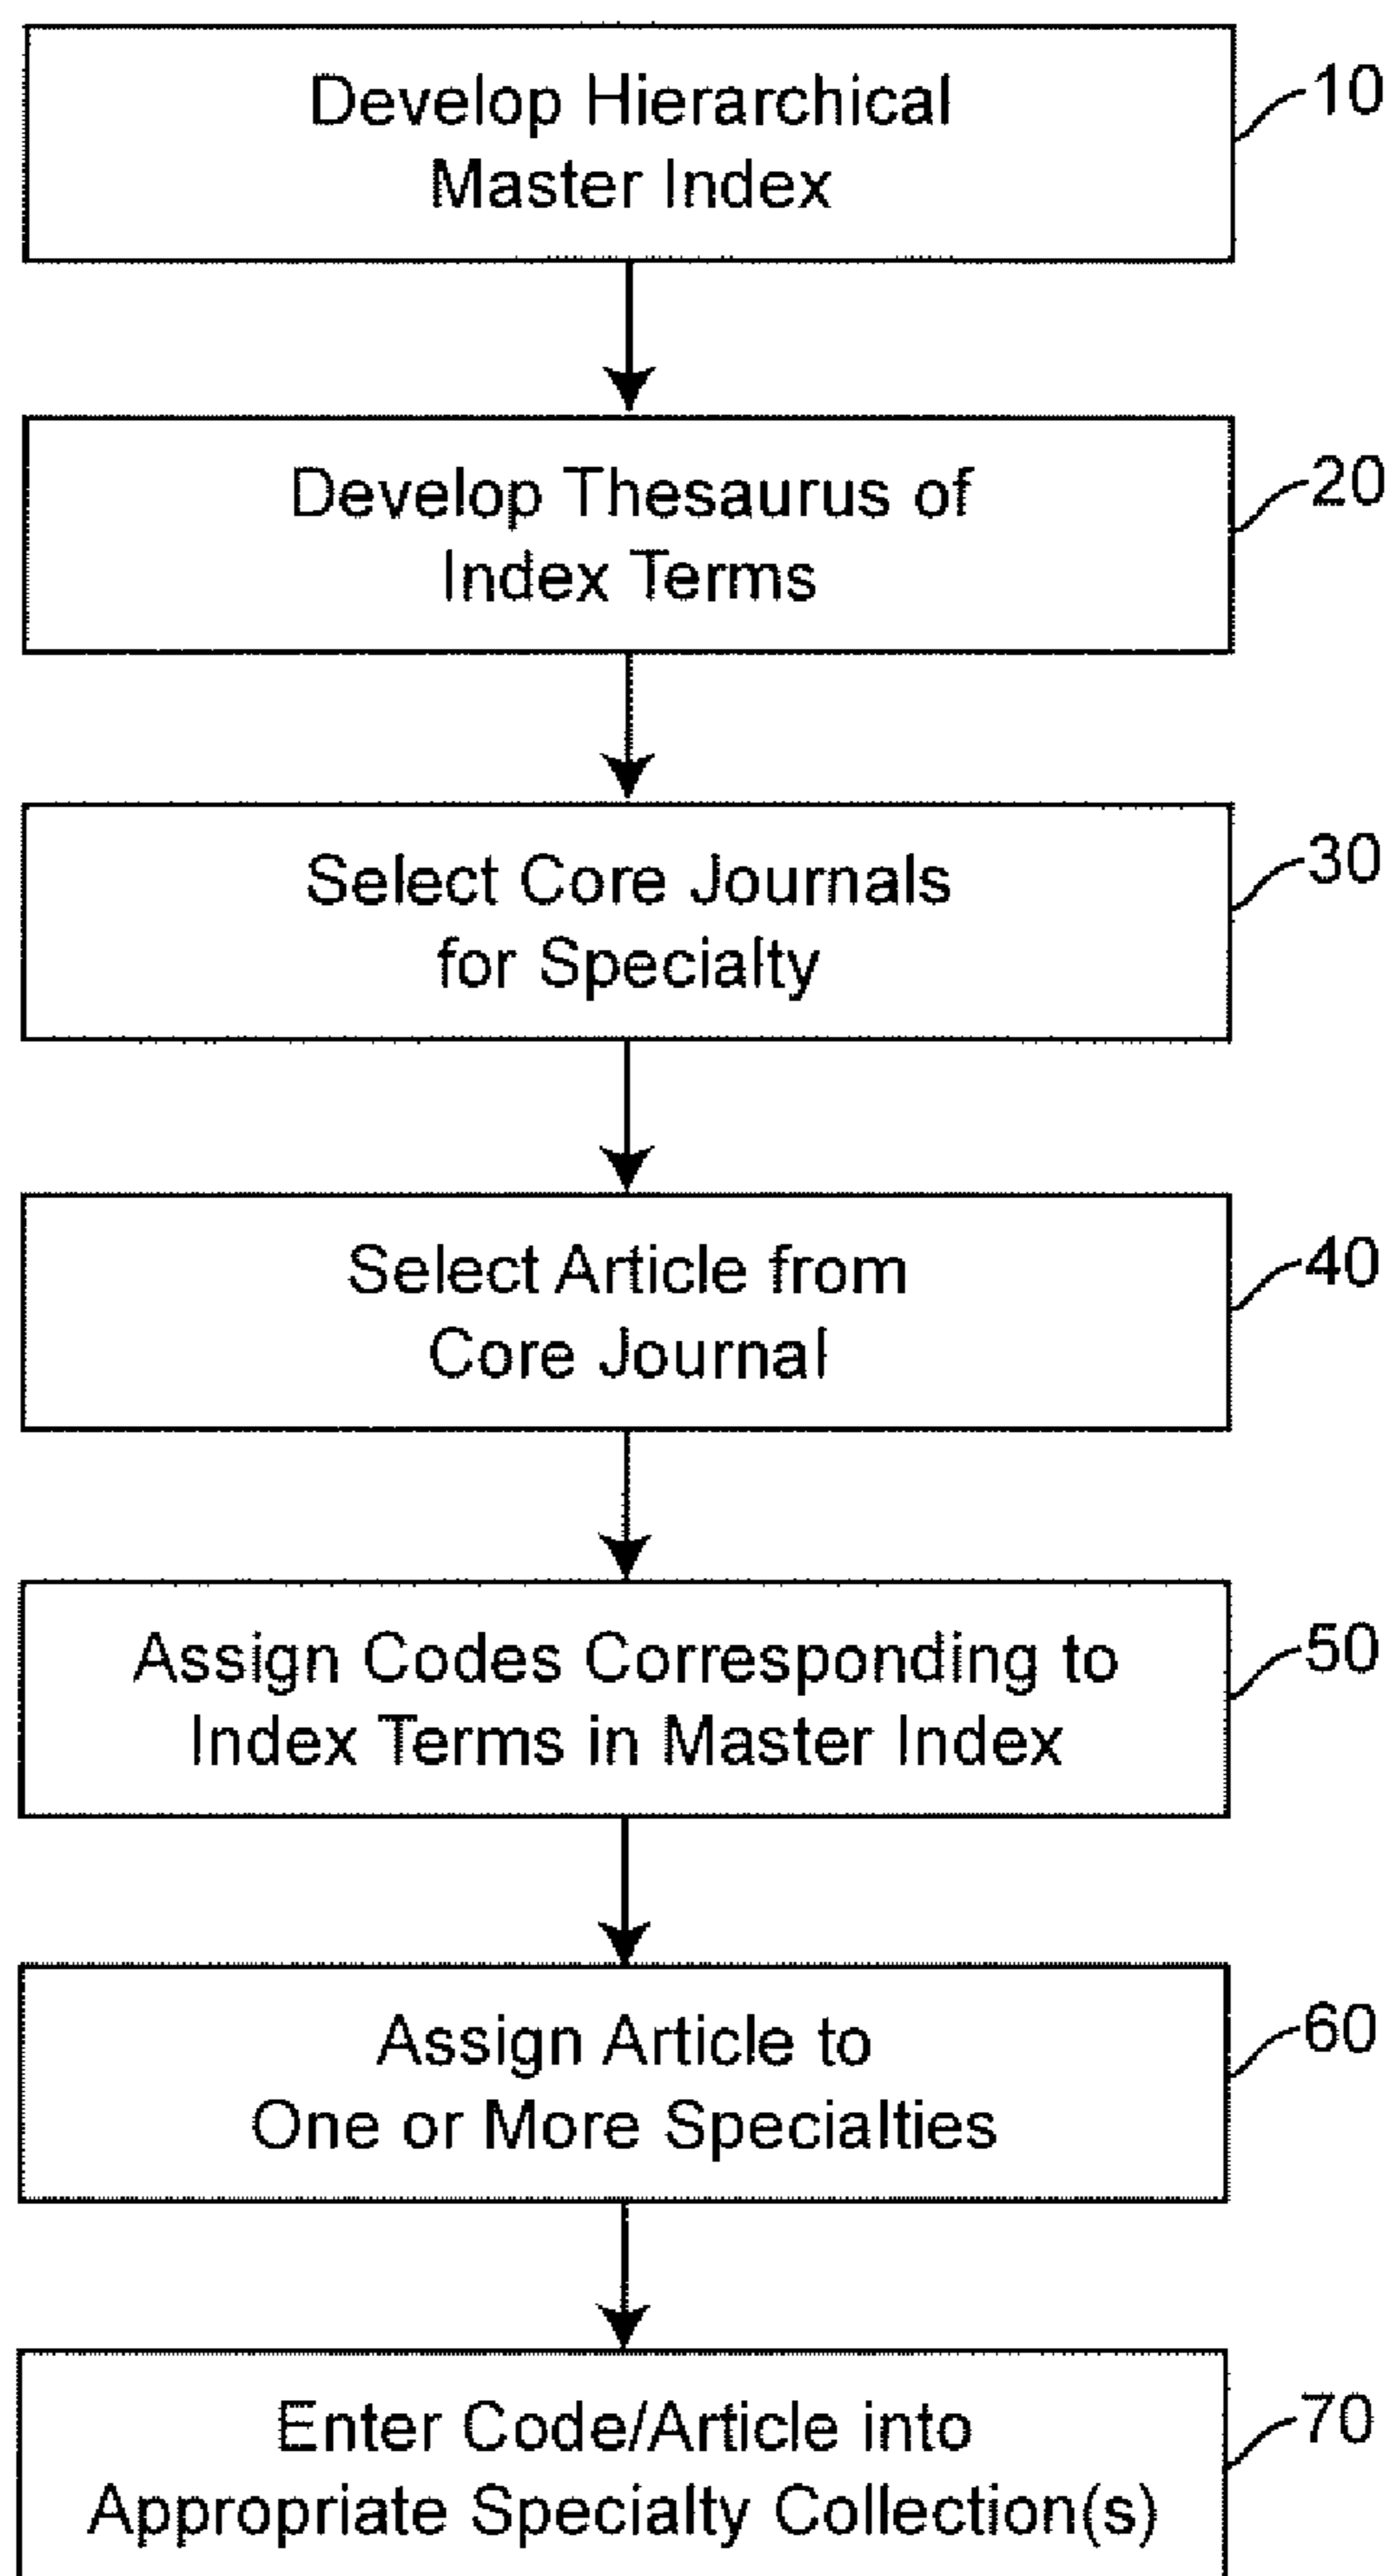 Develop Hierarchical
Master Index
10
Develop Thesaurus of
Index Terms
20
Select Core Journals
for Specialty
30
Select Article from
Core Journal
40
Assign Codes Corresponding to
Index Terms in Master Index
50
Assign Article to
One or More Specialties
60
Enter Code/Article into
Appropriate Specialty Collection(s)
70